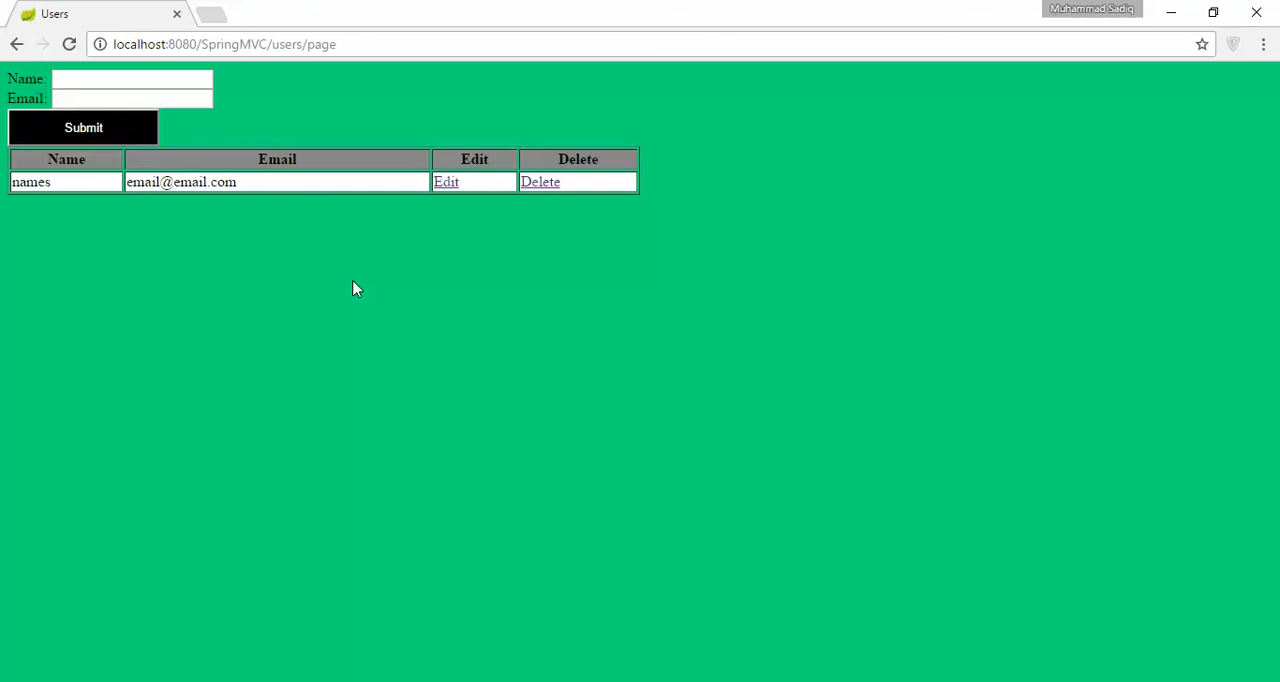 Users
Muhammad Sadiq
localhost:8080/SpringMVC/users/page
Name:
Email:
Submit
Name Email Edit Delete
names email@email.com Edit Delete